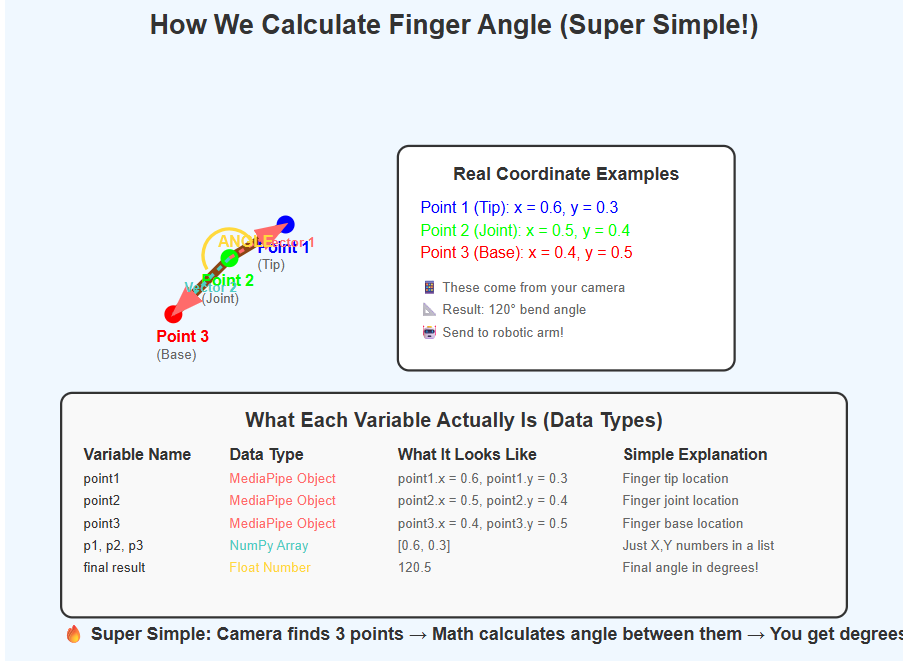 How We Calculate Finger Angle (Super Simple!)
ANGLE
Vector 1
Point 1
(Tip)
Point 2
Vector 2
(Joint)
Point 3
(Base)
Real Coordinate Examples
Point 1 (Tip): x = 0.6, y = 0.3
Point 2 (Joint): x = 0.5, y = 0.4
Point 3 (Base): x = 0.4, y = 0.5
These come from your camera
Result: 120° bend angle
Send to robotic arm!
What Each Variable Actually Is (Data Types)
Variable Name Data Type What It Looks Like Simple Explanation
point1 MediaPipe Object point1.x = 0.6, point1.y = 0.3 Finger tip location
point2 MediaPipe Object point2.x = 0.5, point2.y = 0.4 Finger joint location
point3 MediaPipe Object point3.x = 0.4, point3.y = 0.5 Finger base location
p1, p2, p3 NumPy Array [0.6, 0.3] Just X,Y numbers in a list
final result Float Number 120.5 Final angle in degrees!
🔥 Super Simple: Camera finds 3 points → Math calculates angle between them → You get degrees